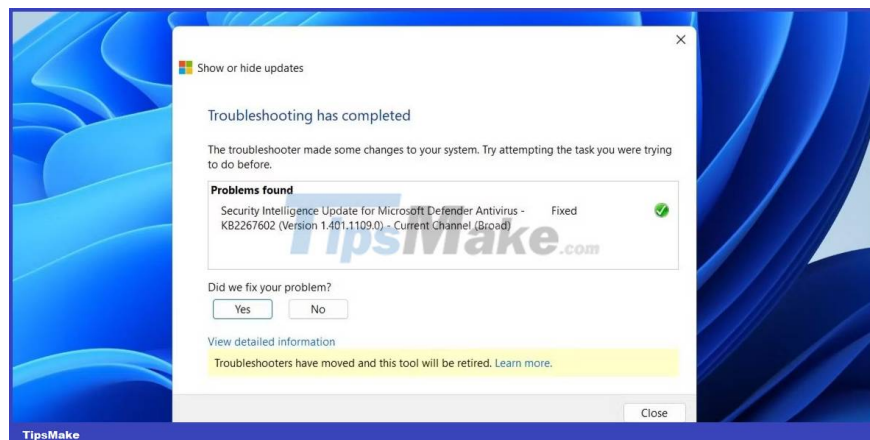 Show or hide updates
Troubleshooting has completed
The troubleshooter made some changes to your system. Try attempting the task you were trying
to do before.
Problems found
Security Intelligence Update for Microsoft Defender Antivirus - Fixed
KB2267602 (Version 1.401.1109.0) - Current Channel (Broad)
TipsMake.com
Did we fix your problem?
Yes No
View detailed information
Troubleshooters have moved and this tool will be retired. Learn more.
Close
TipsMake